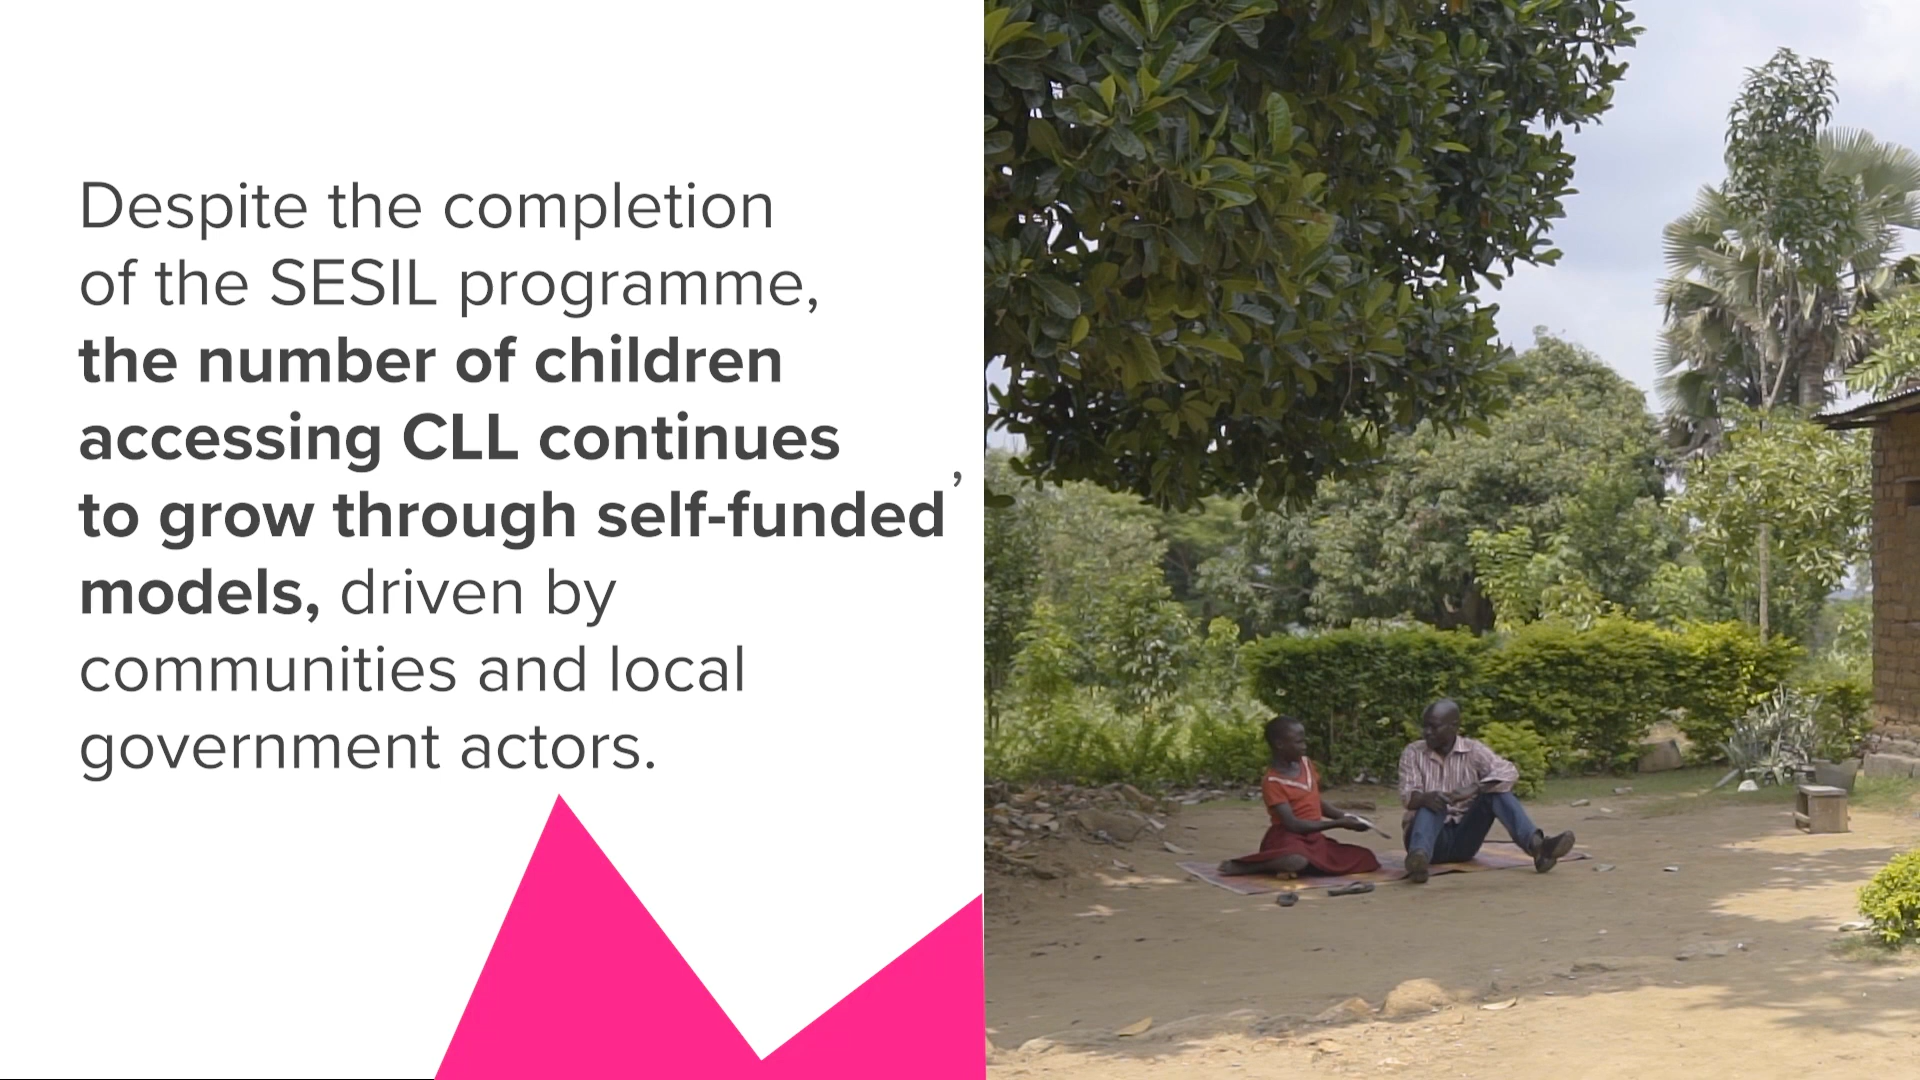 Despite the completion
of the SESIL programme,
the number of children
accessing CLL continues
to grow through self-funded
,
models, driven by
communities and local
government actors.